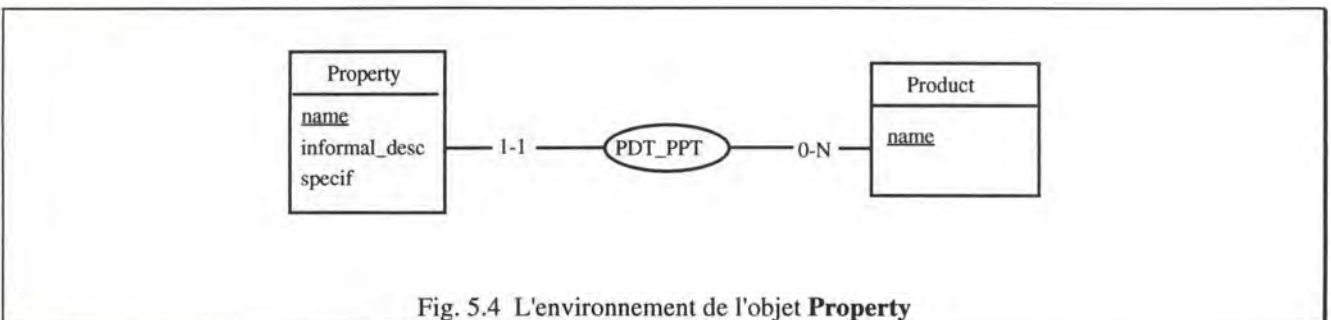 Property
name
informal_desc
specif
1-1
PDT_PPT
0-N
Product
name
Fig. 5.4 L'environnement de l'objet Property